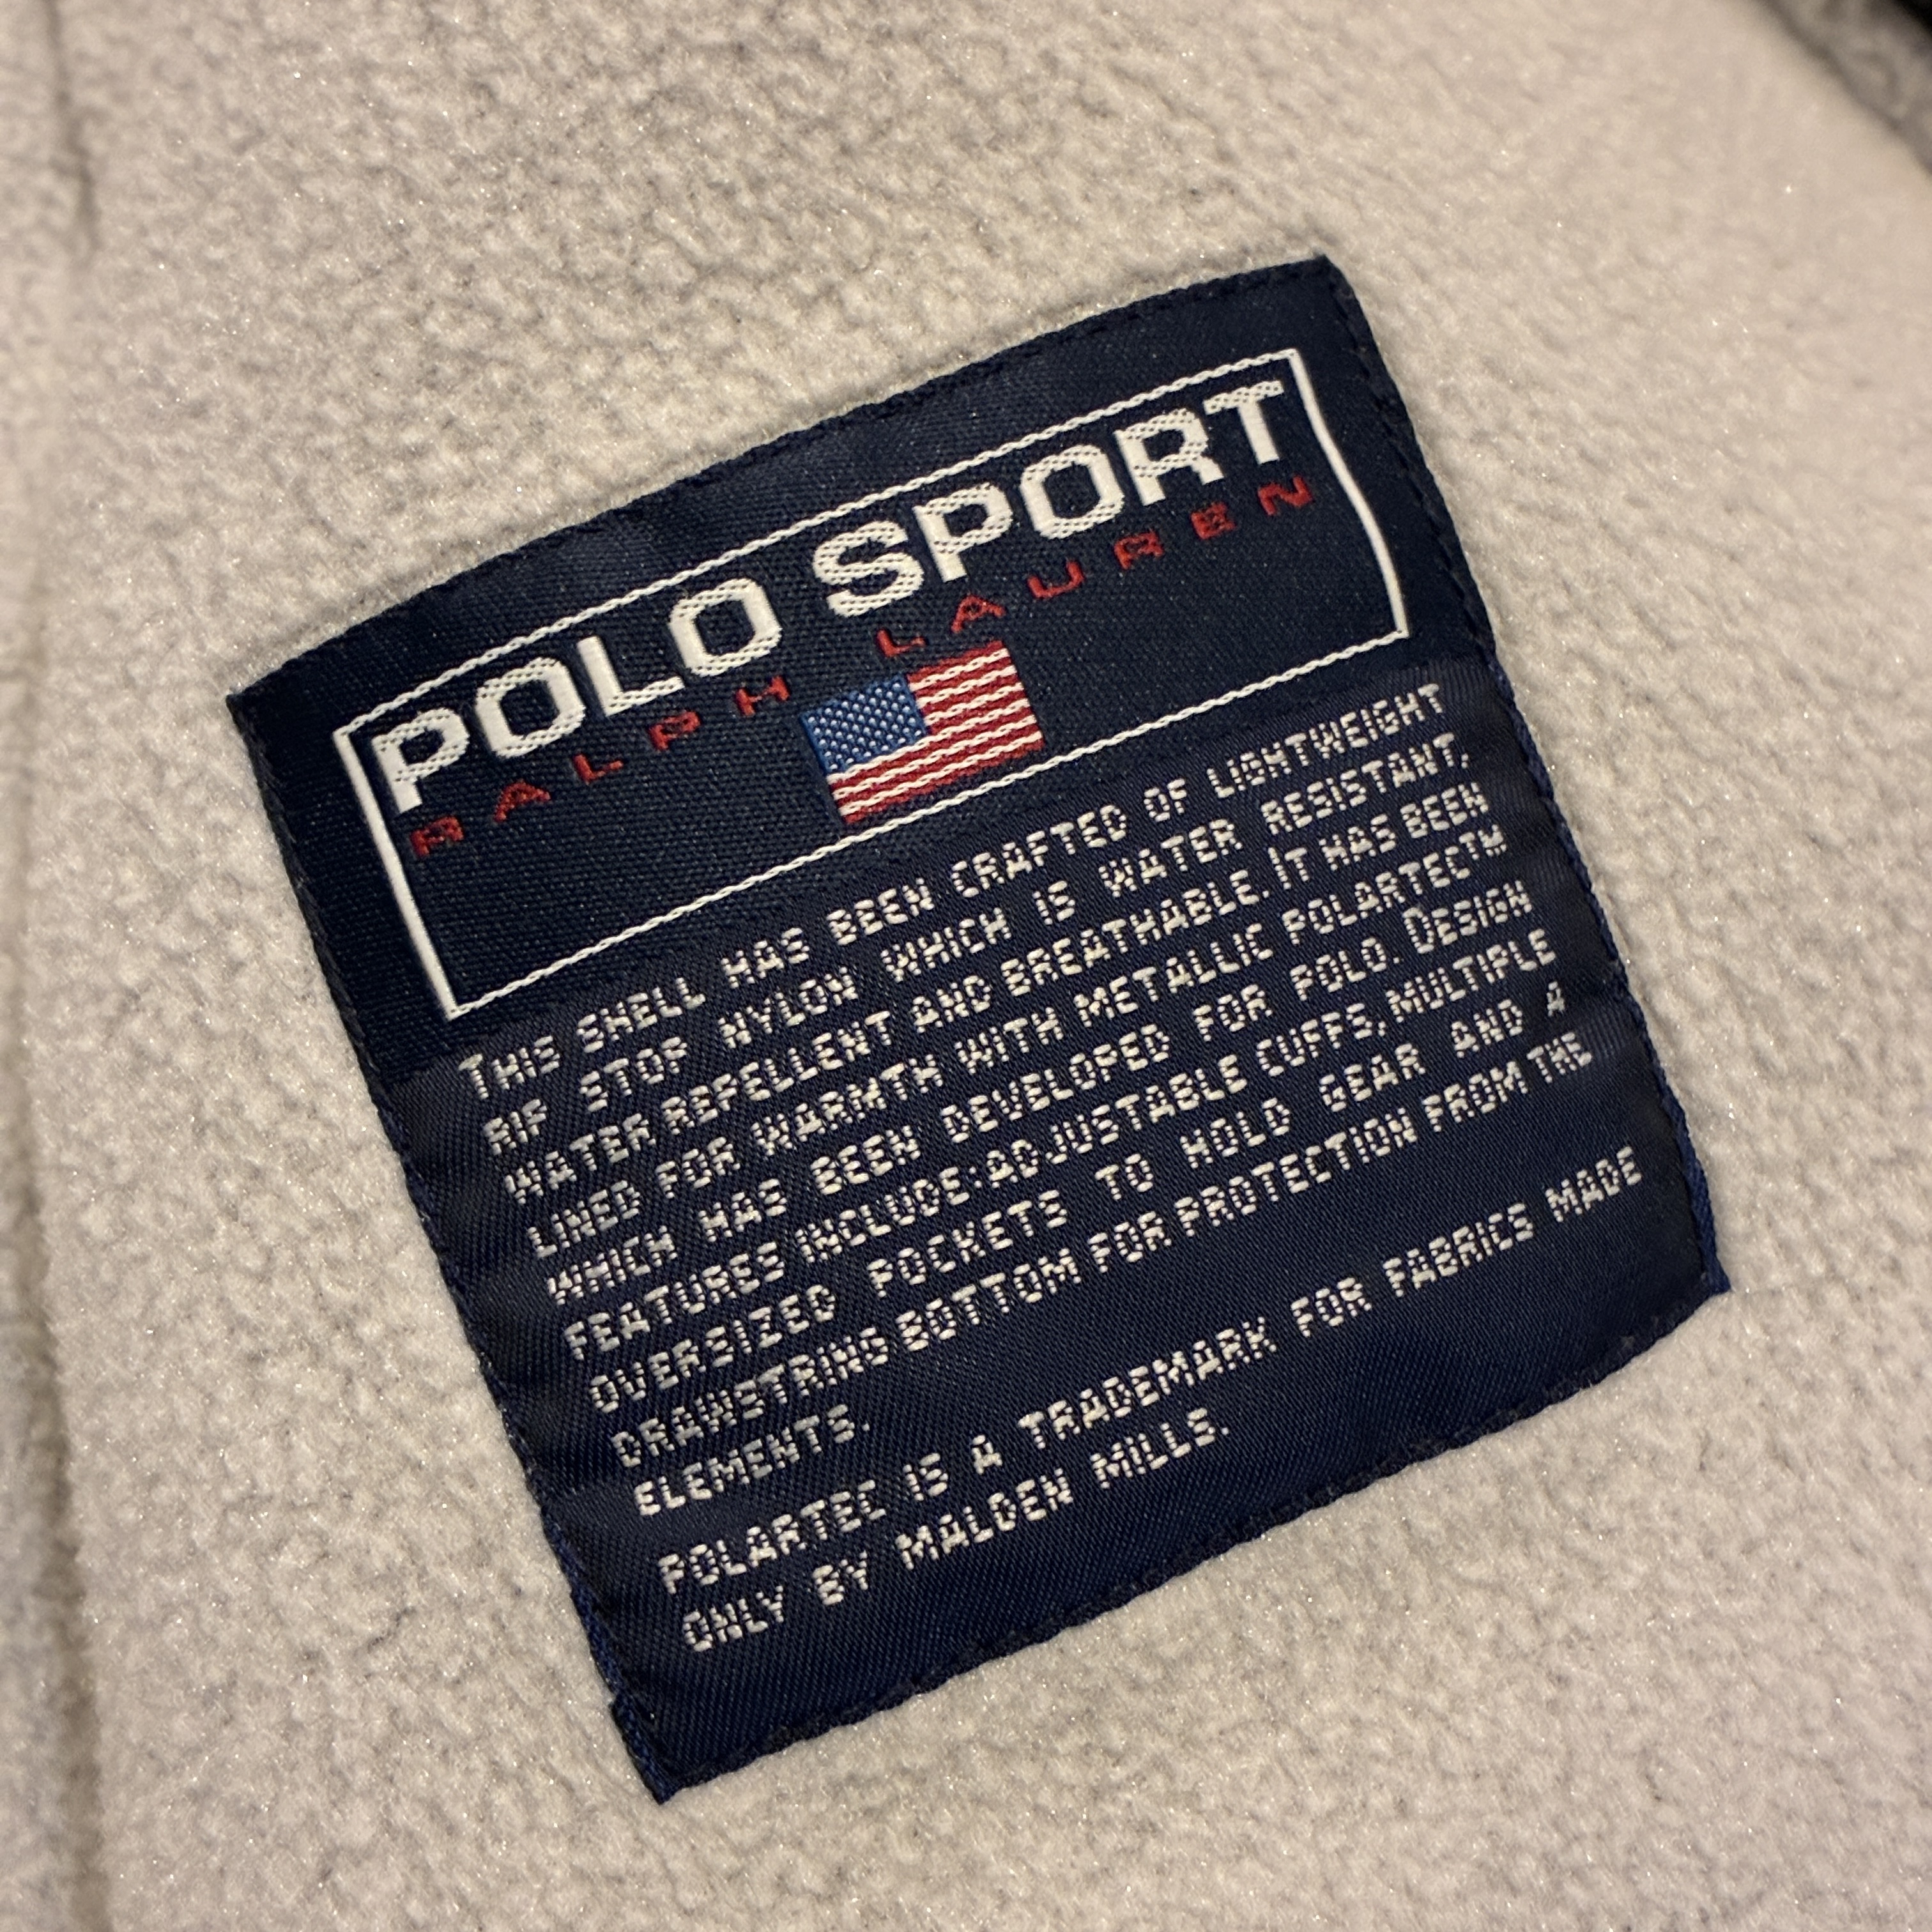 POLO SPORT
RALPH LAUREN
THIS SHELL HAS BEEN CRAFTED OF LIGHTWEIGHT
RIP STOP NYLON WHICH IS WATER RESISTANT,
WATER REPELLENT AND BREATHABLE. IT HAS BEEN
LINED FOR WARMTH WITH METALLIC POLARTEC™
WHICH HAS BEEN DEVELOPED FOR POLO. DESIGN
FEATURES INCLUDE: ADJUSTABLE CUFFS, MULTIPLE
OVERSIZED POCKETS TO HOLD GEAR AND A
DRAWSTRING BOTTOM FOR PROTECTION FROM THE
ELEMENTS.
POLARTEC IS A TRADEMARK FOR FABRICS MADE
ONLY BY MALDEN MILLS.